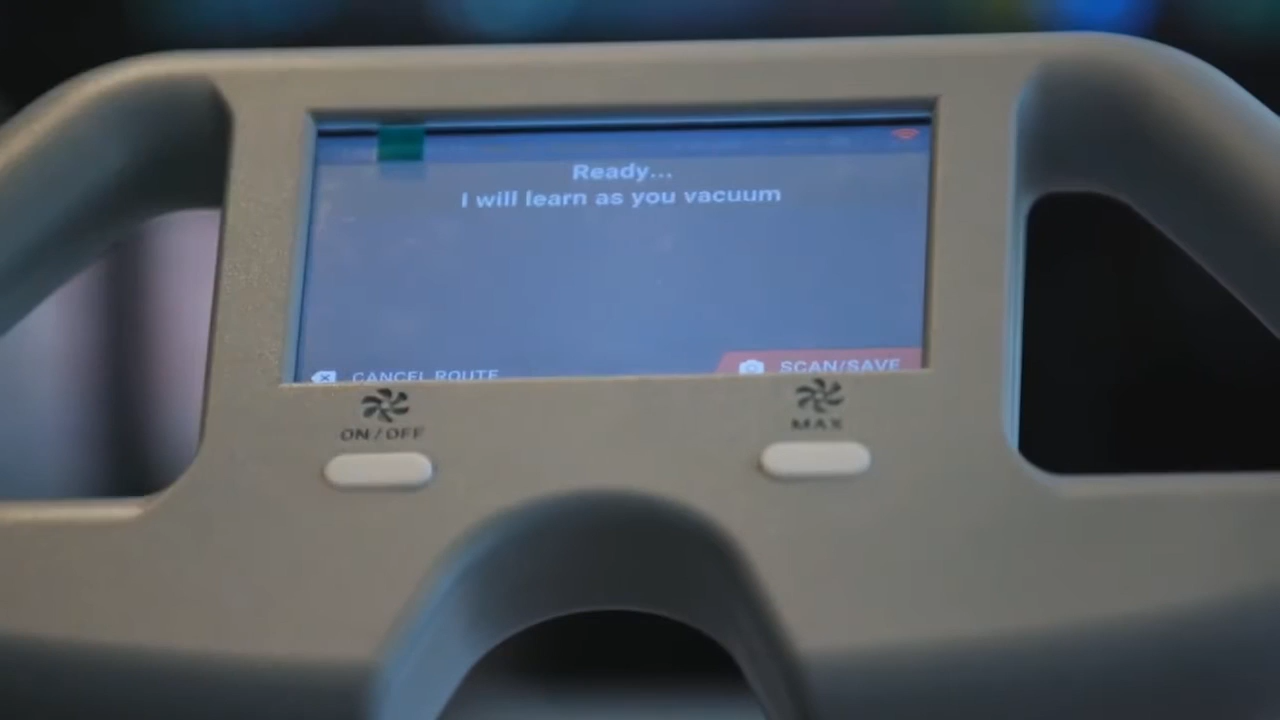 Ready...
I will learn as you vacuum
CANCEL ROUTE
SCAN/SAVE
ON/OFF
MAX